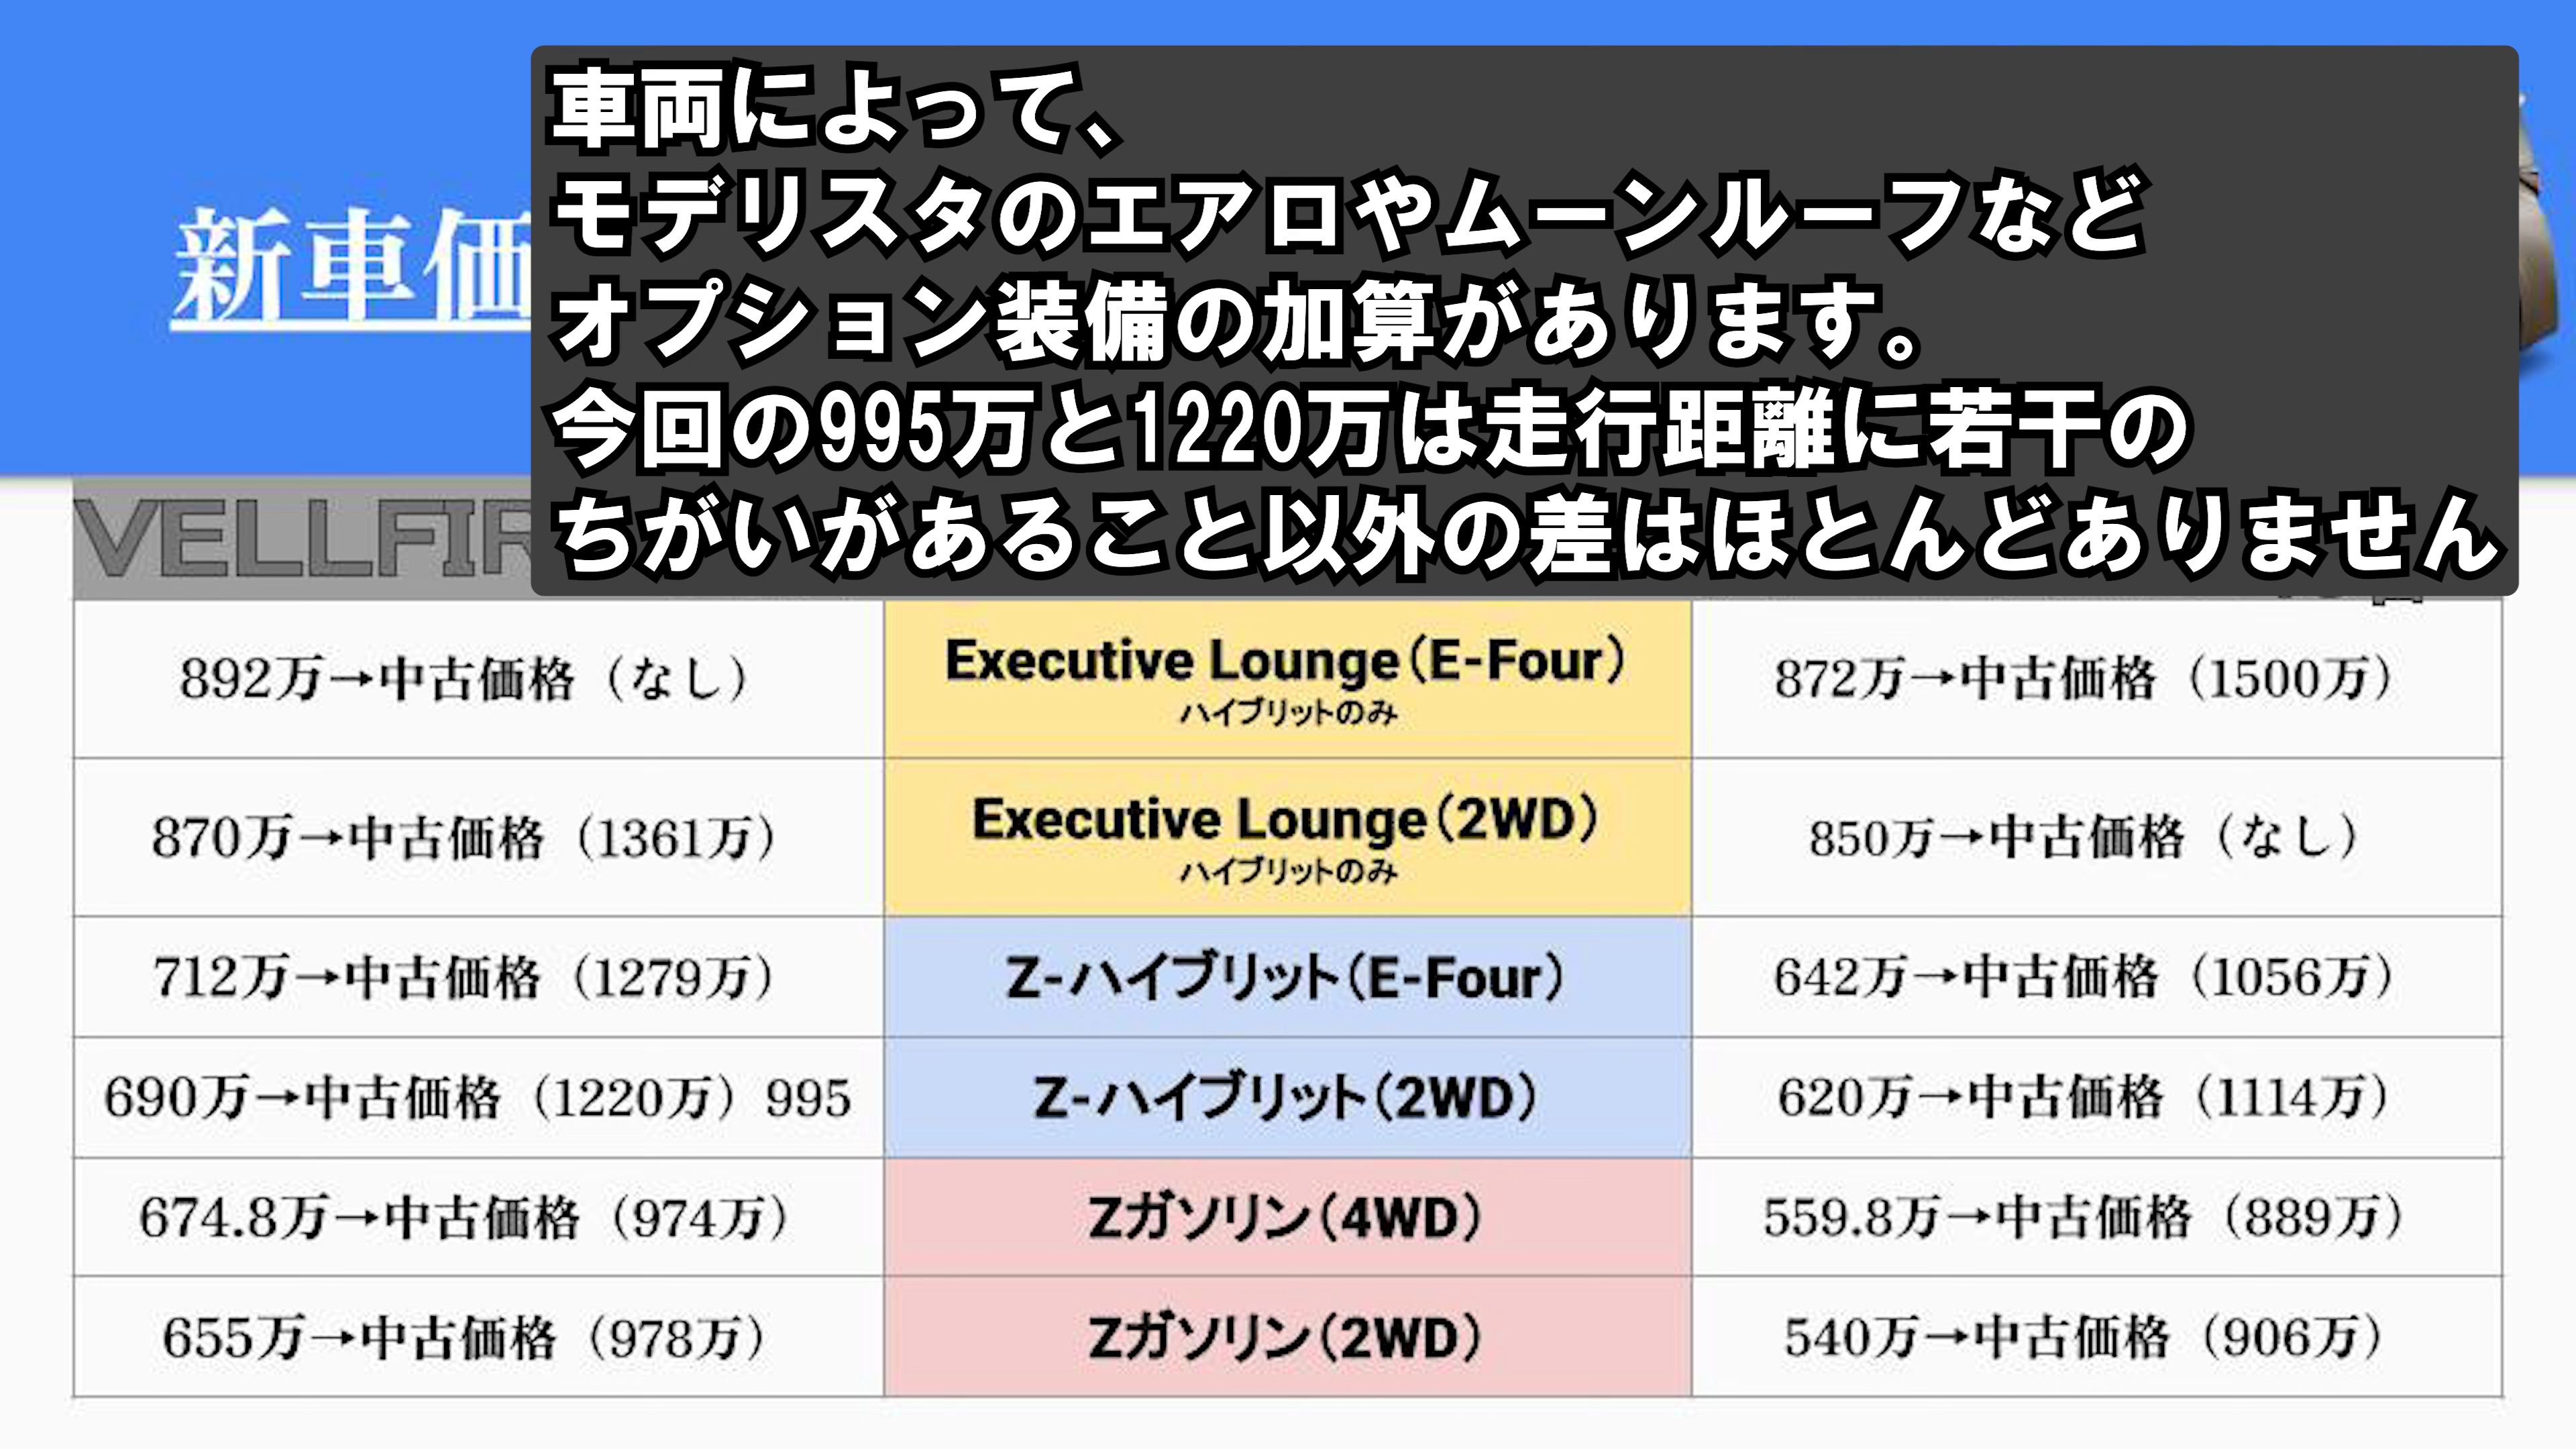 車両によって、
モデリスタのエアロやムーンルーフなど
オプション装備の加算があります。
今回の995万と1220万は走行距離に若干の
ちがいがあること以外の差はほとんどありません
新車価
892万→中古価格（なし） Executive Lounge（E-Four） 872万→中古価格（1500万）
ハイブリットのみ
870万→中古価格（1361万） Executive Lounge（2WD） 850万→中古価格（なし）
ハイブリットのみ
712万→中古価格（1279万） Z-ハイブリット（E-Four） 642万→中古価格（1056万）
690万→中古価格（1220万）995 Z-ハイブリット（2WD） 620万→中古価格（1114万）
674.8万→中古価格（974万） Zガソリン（4WD） 559.8万→中古価格（889万）
655万→中古価格（978万） Zガソリン（2WD） 540万→中古価格（906万）